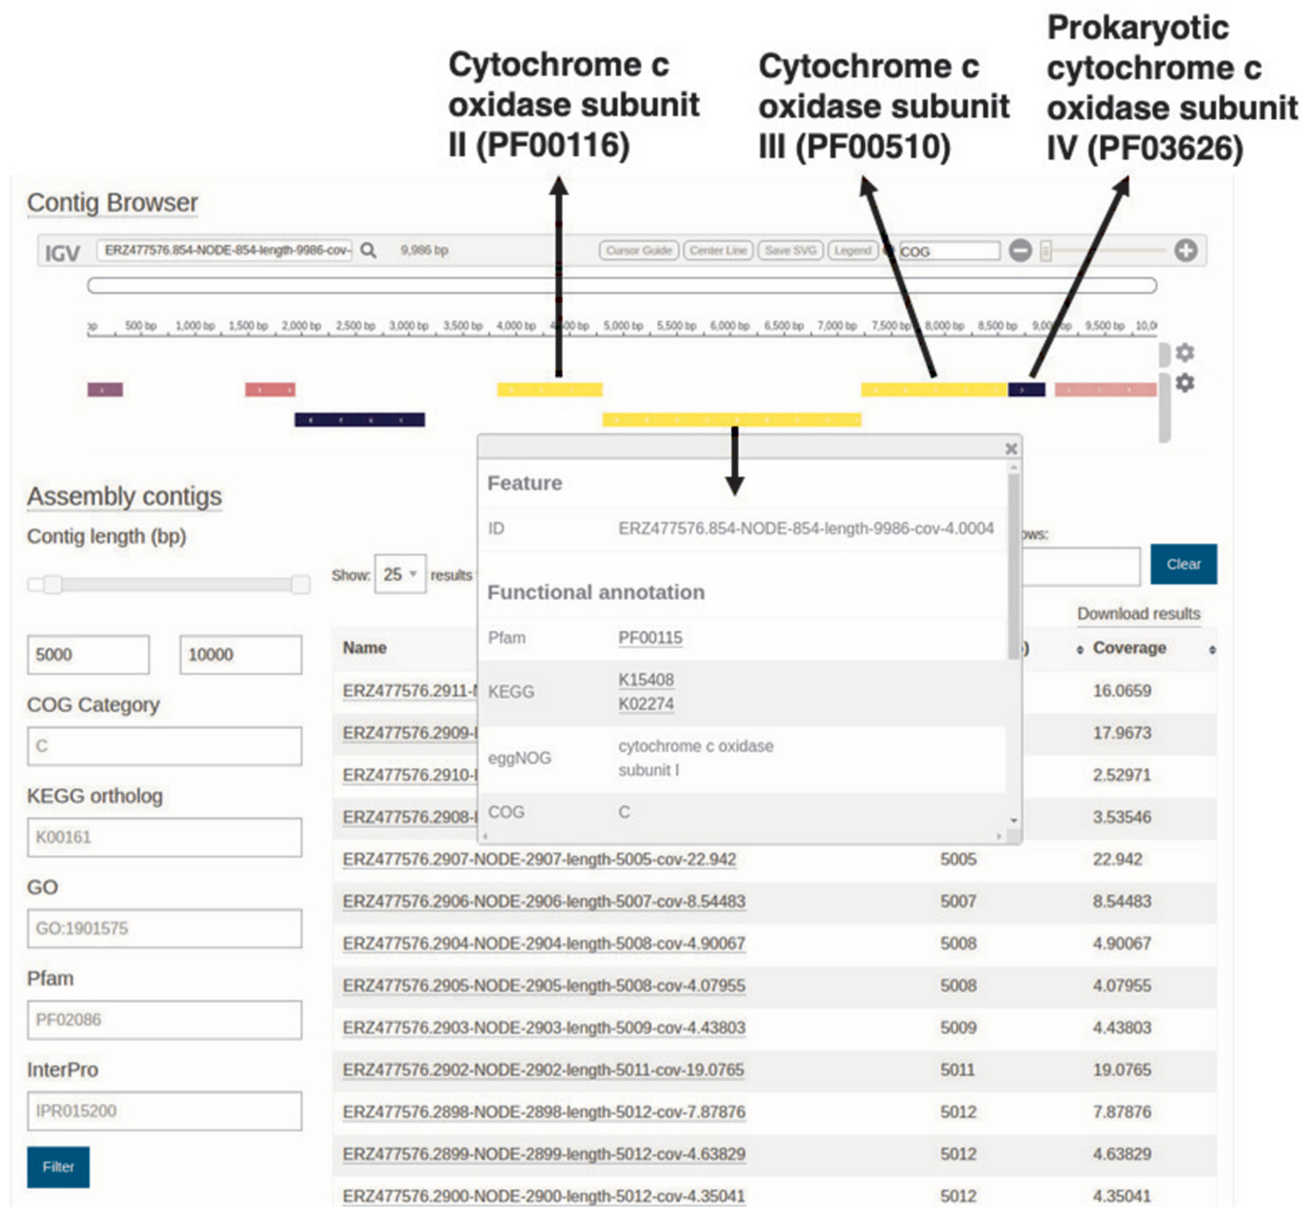 Cytochrome c
oxidase subunit
II (PF00116)
Cytochrome c
oxidase subunit
III (PF00510)
Prokaryotic
cytochrome c
oxidase subunit
IV (PF03626)
Contig Browser
IGV ERZ477576.854-NODE-854-length-9986-cov- 9,986 bp Cursor Guide Center Line Save SVG Legend COG
500 bp 1,000 bp 1,500 bp 2,000 bp 2,500 bp 3,000 bp 3,500 bp 4,000 bp 5,000 bp 5,500 bp 6,000 bp 6,500 bp 7,000 bp 7,500 bp 8,000 bp 8,500 bp 9,500 bp
Assembly contigs
Contig length (bp)
5000 10000
COG Category
C
KEGG ortholog
K00161
GO
GO:1901575
Pfam
PF02086
InterPro
IPR015200
Filter
Show: 25 results
Clear
Download results
Feature
ID ERZ477576.854-NODE-854-length-9986-cov-4.0004
Functional annotation
Pfam PF00115
KEGG K15408
K02274
eggNOG cytochrome c oxidase
subunit I
COG C
Name Coverage
ERZ477576.2911- 16.0659
ERZ477576.2909- 17.9673
ERZ477576.2910- 2.52971
ERZ477576.2908- 3.53546
ERZ477576.2907-NODE-2907-length-5005-cov-22.942 5005 22.942
ERZ477576.2906-NODE-2906-length-5007-cov-8.54483 5007 8.54483
ERZ477576.2904-NODE-2904-length-5008-cov-4.90067 5008 4.90067
ERZ477576.2905-NODE-2905-length-5008-cov-4.07955 5008 4.07955
ERZ477576.2903-NODE-2903-length-5009-cov-4.43803 5009 4.43803
ERZ477576.2902-NODE-2902-length-5011-cov-19.0765 5011 19.0765
ERZ477576.2898-NODE-2898-length-5012-cov-7.87876 5012 7.87876
ERZ477576.2899-NODE-2899-length-5012-cov-4.63829 5012 4.63829
ERZ477576.2900-NODE-2900-length-5012-cov-4.35041 5012 4.35041